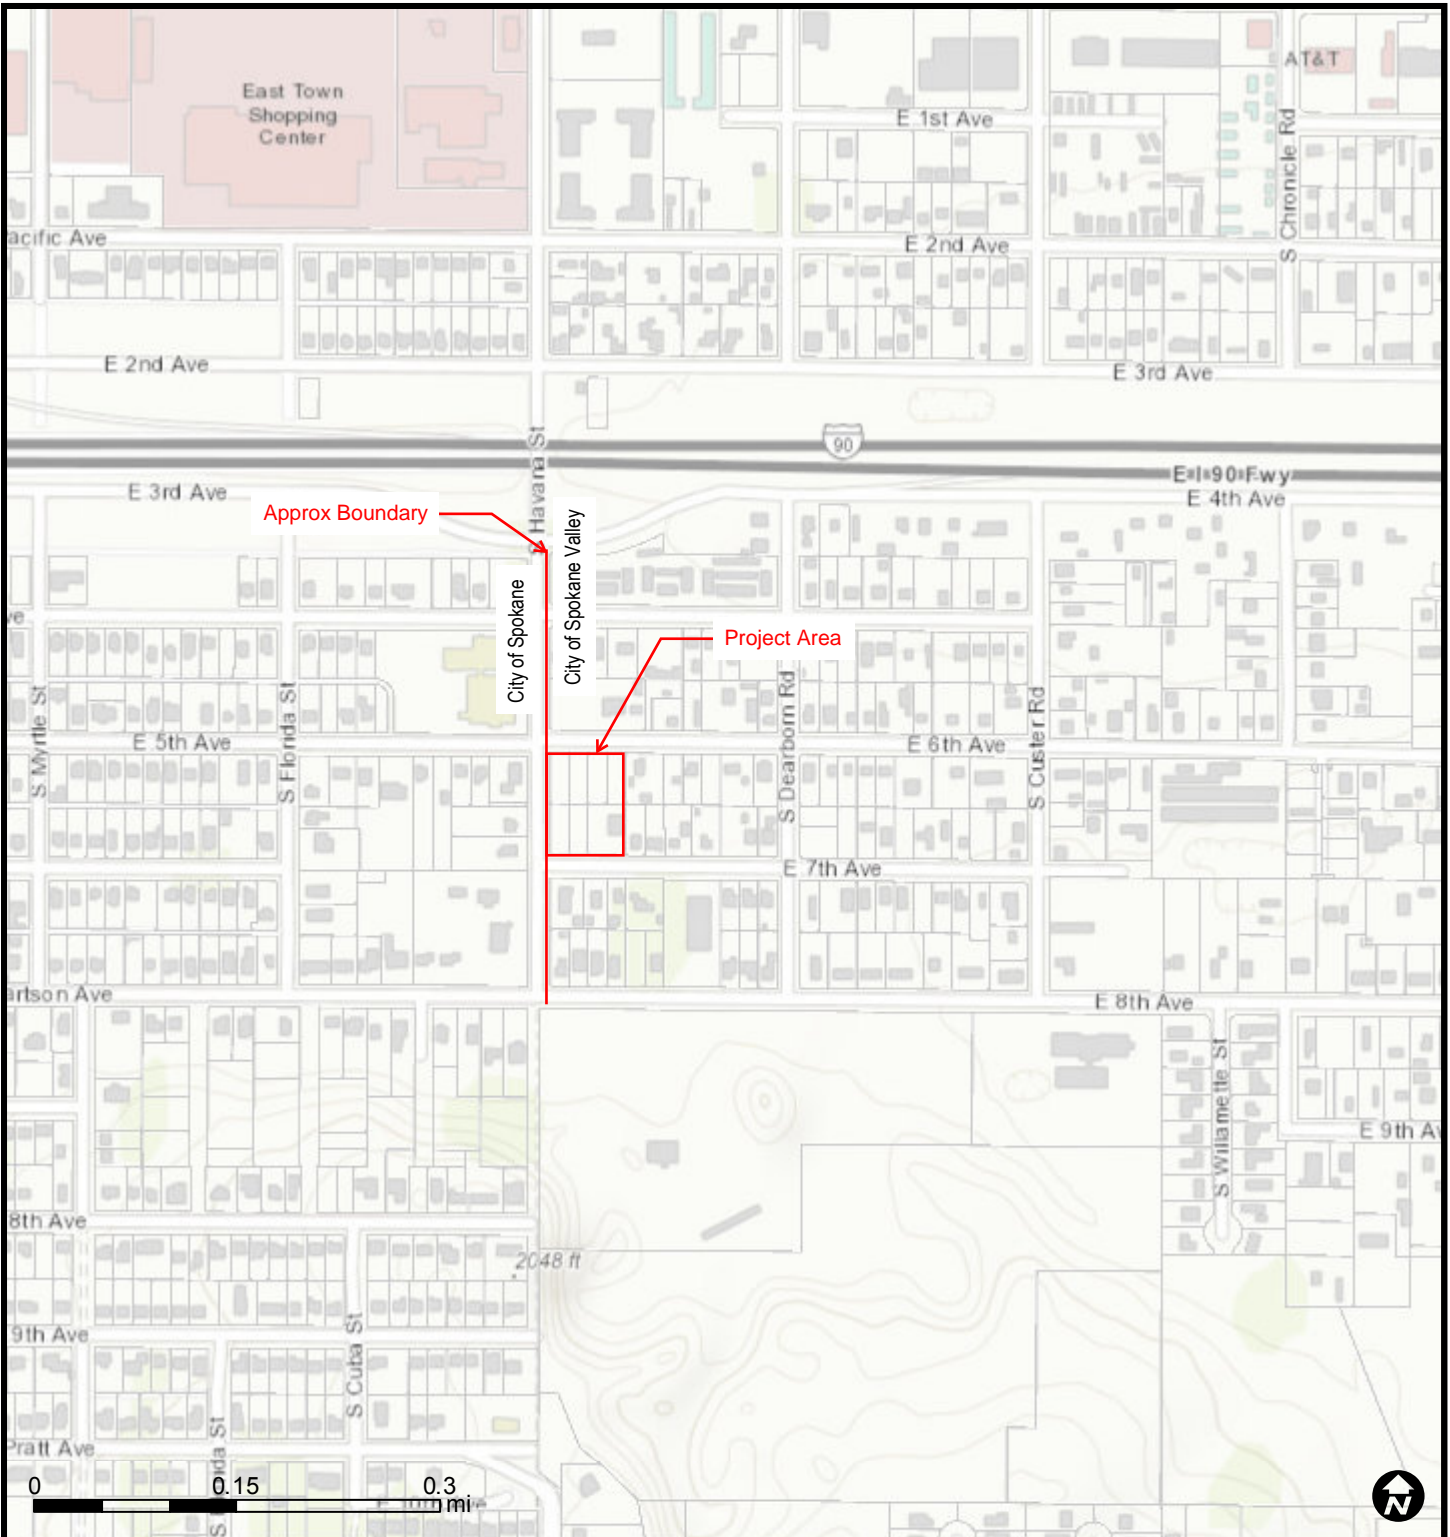 East Town
Shopping
Center
AT&T
E 1st Ave
S Chronicle Rd
acific Ave
E 2nd Ave
E 2nd Ave
E 3rd Ave
90
S Havana St
E I-90 Fwy
E 3rd Ave
E 4th Ave
Approx Boundary
City of Spokane
City of Spokane Valley
ve
Project Area
S Myrtle St
S Florida St
S Dearborn Rd
S Custer Rd
E 5th Ave
E 6th Ave
E 7th Ave
artson Ave
E 8th Ave
S Willamette St
E 9th Av
8th Ave
2048 ft
9th Ave
S Cuba St
Pratt Ave
0 0.15 0.3
mi
N